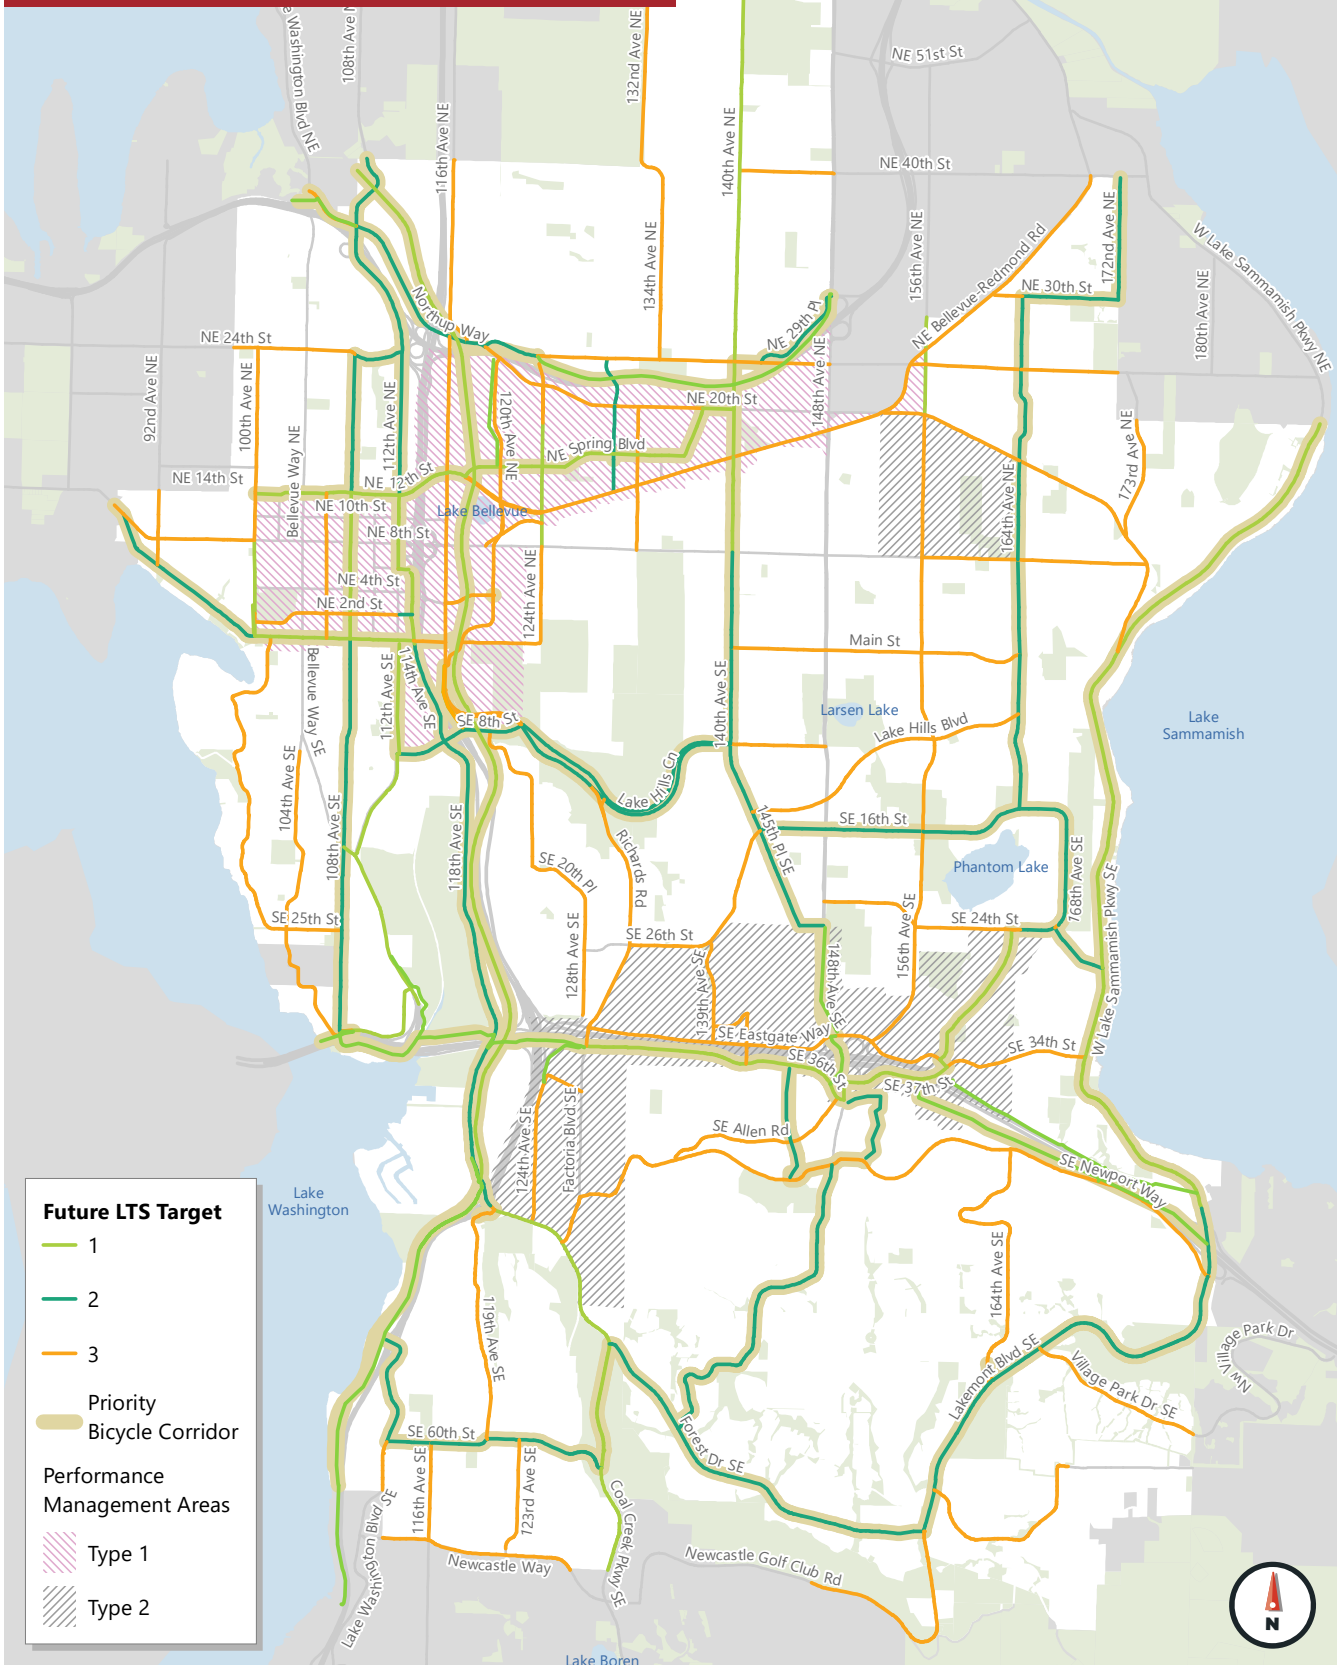 e Washington Blvd NE
108th Ave N
132nd Ave NE
NE 51st St
116th Ave NE
140th Ave NE
NE 40th St
172nd Ave NE
W Lake Sammamish Pkwy NE
134th Ave NE
156th Ave NE
NE Bellevue-Redmond Rd
NE 30th St
180th Ave NE
Northup Way
NE 29th Pl
NE 24th St
92nd Ave NE
100th Ave NE
112th Ave NE
120th Ave NE
148th Ave NE
NE 20th St
173rd Ave NE
Bellevue Way NE
NE Spring Blvd
NE 14th St
NE 12th St
164th Ave NE
NE 10th St
Lake Bellevue
NE 8th St
NE 4th St
124th Ave NE
NE 2nd St
Main St
Bellevue Way SE
112th Ave SE
114th Ave SE
140th Ave SE
Larsen Lake
Lake Hills Blvd
Lake
Sammamish
SE 8th St
104th Ave SE
Lake Hills Cn
108th Ave SE
118th Ave SE
145th Pl SE
SE 16th St
Richards Rd
SE 20th Pl
Phantom Lake
168th Ave SE
W Lake Sammamish Pkwy SE
SE 25th St
SE 24th St
156th Ave SE
128th Ave SE
SE 26th St
139th Ave SE
148th Ave SE
SE Eastgate Way
SE 34th St
SE 36th St
SE 37th St
124th Ave SE
Factoria Blvd SE
SE Allen Rd
SE Newport Way
Lake
Washington
164th Ave SE
119th Ave SE
Village Park Dr
NW Village
Lakemont Blvd SE
Village Park Dr SE
SE 60th St
Forest Dr SE
116th Ave SE
123rd Ave SE
Coal Creek Pkwy SE
Lake Washington Blvd SE
Newcastle Way
Newcastle Golf Club Rd
Lake Boren
Future LTS Target
1
2
3
Priority
Bicycle Corridor
Performance
Management Areas
Type 1
Type 2
N